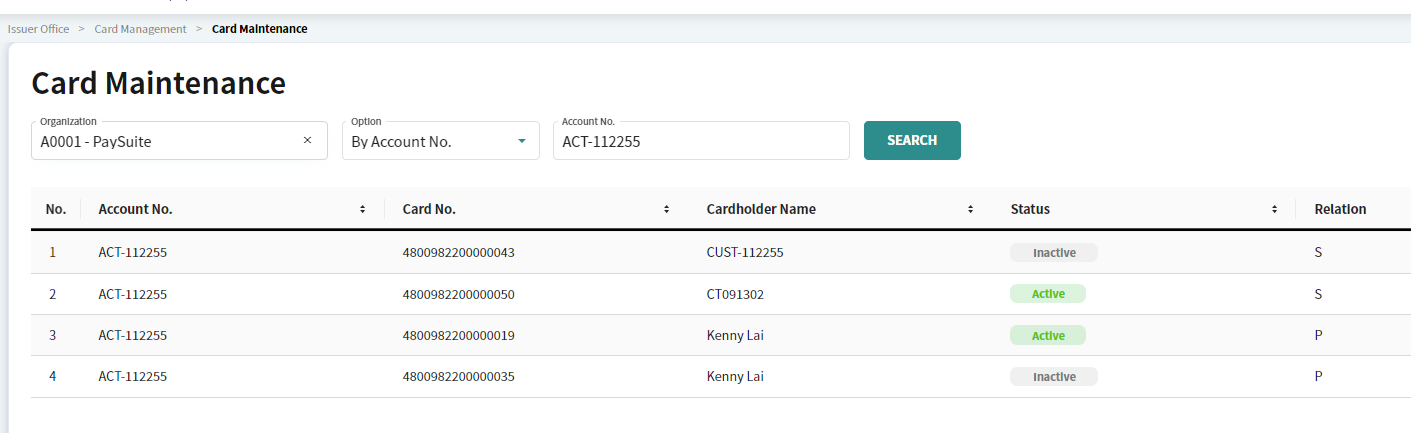 Issuer Office > Card Management > Card Maintenance
Card Maintenance
Organization Option Account No.
A0001 - PaySuite × By Account No. ACT-112255 SEARCH
No. Account No. Card No. Cardholder Name Status Relation
1 ACT-112255 4800982200000043 CUST-112255 Inactive S
2 ACT-112255 4800982200000050 CT091302 Active S
3 ACT-112255 4800982200000019 Kenny Lai Active P
4 ACT-112255 4800982200000035 Kenny Lai Inactive P